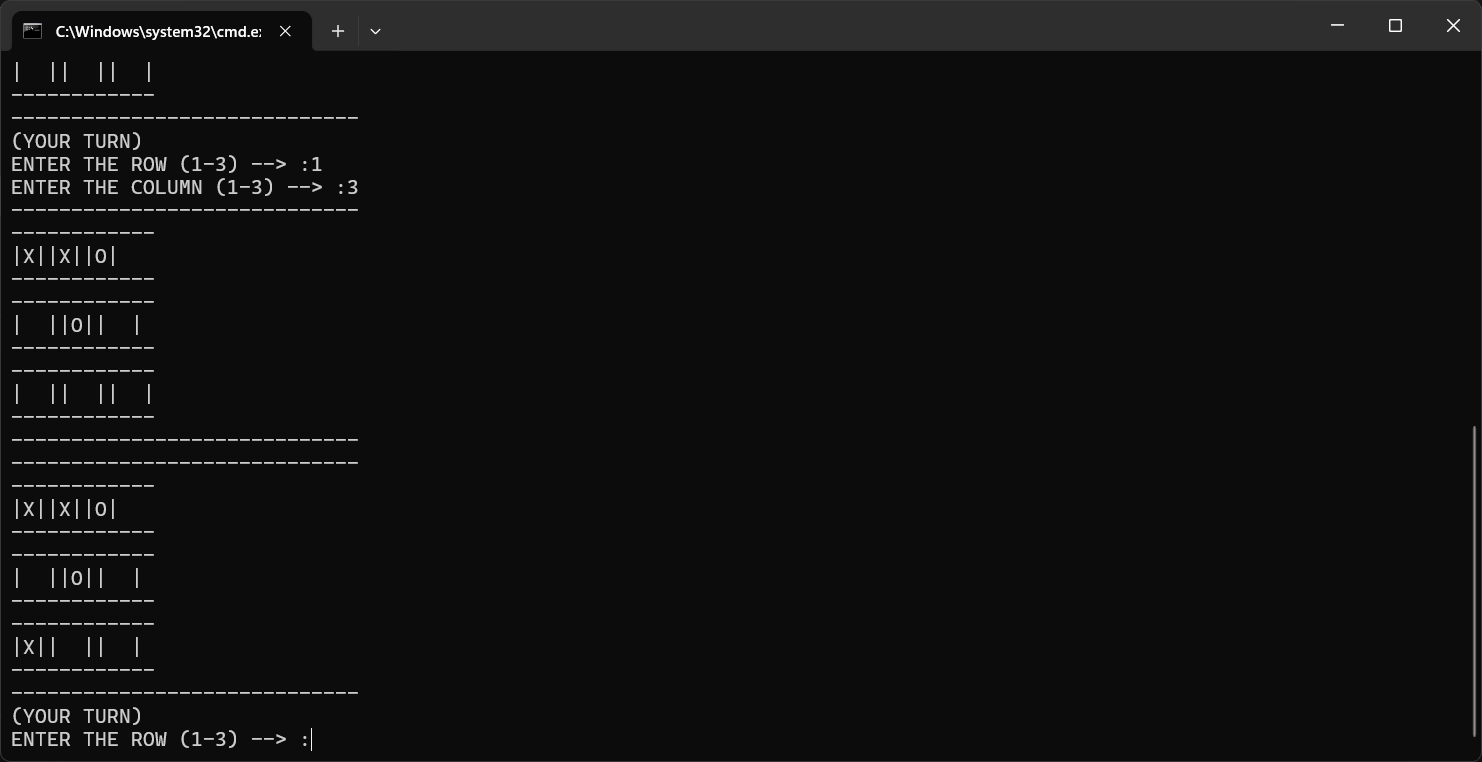 C:\Windows\system32\cmd.e
|  ||  ||  |
------------
-----------------------------
(YOUR TURN)
ENTER THE ROW (1-3) --> :1
ENTER THE COLUMN (1-3) --> :3
-----------------------------
------------
|X||X||O|
------------
------------
|  ||O||  |
------------
------------
|  ||  ||  |
------------
-----------------------------
-----------------------------
------------
|X||X||O|
------------
------------
|  ||O||  |
------------
------------
|X||  ||  |
------------
-----------------------------
(YOUR TURN)
ENTER THE ROW (1-3) --> :